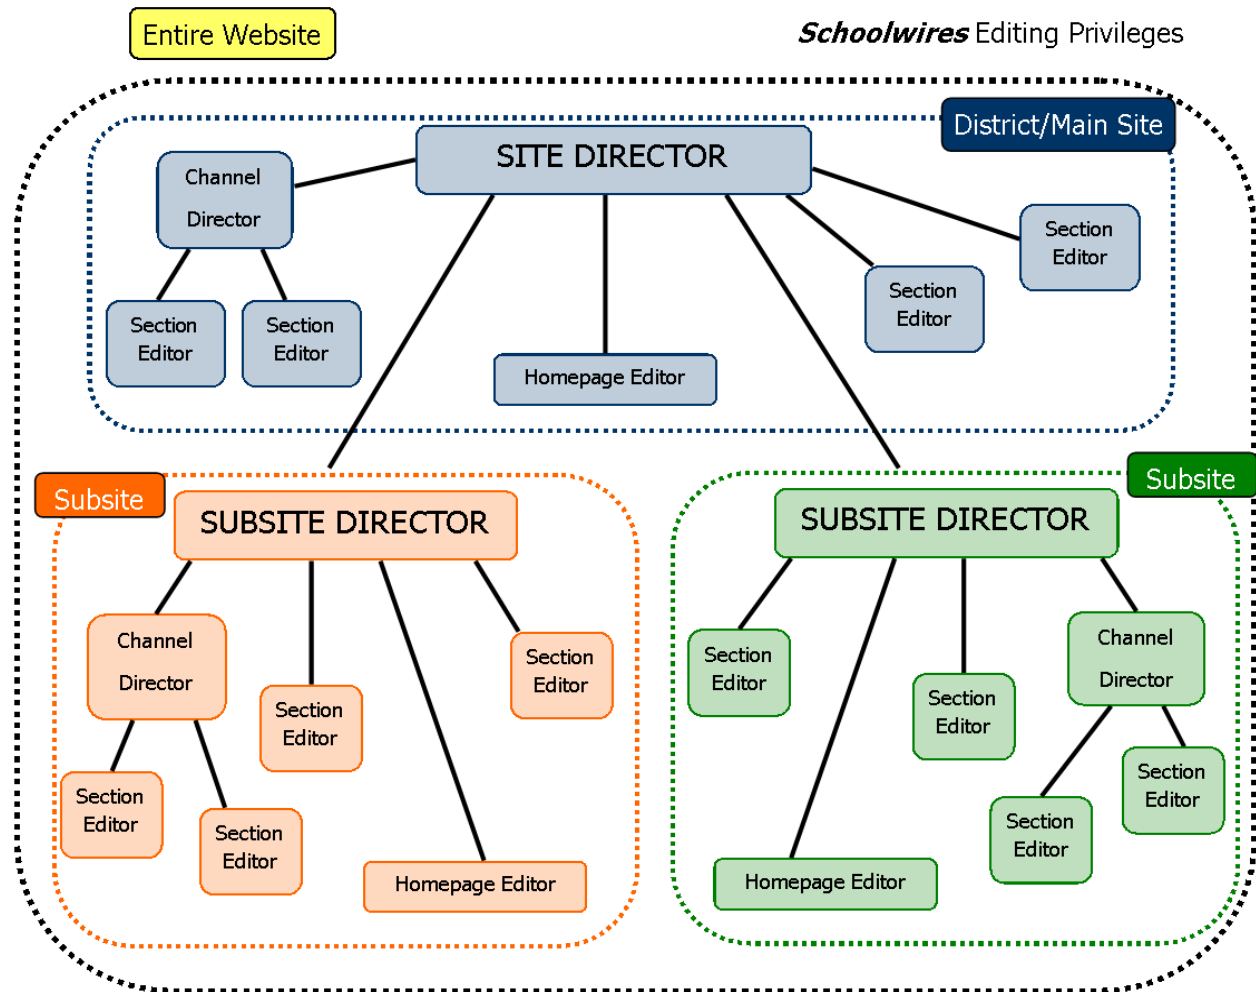 Entire Website
Schoolwires Editing Privileges
District/Main Site
SITE DIRECTOR
Channel
Director
Section
Editor
Section
Editor
Homepage Editor
Section
Editor
Section
Editor
Subsite
SUBSITE DIRECTOR
Channel
Director
Section
Editor
Section
Editor
Section
Editor
Section
Editor
Homepage Editor
Subsite
SUBSITE DIRECTOR
Section
Editor
Section
Editor
Channel
Director
Section
Editor
Section
Editor
Homepage Editor